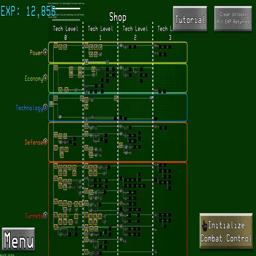 EXP: 12,856
Shop
Tutorial
Tech Level
0
Tech Level
1
Tech Level
2
Tech Level
3
Power
Economy
Technology
Defense
Turrets
Menu
Initialize
Combat Control